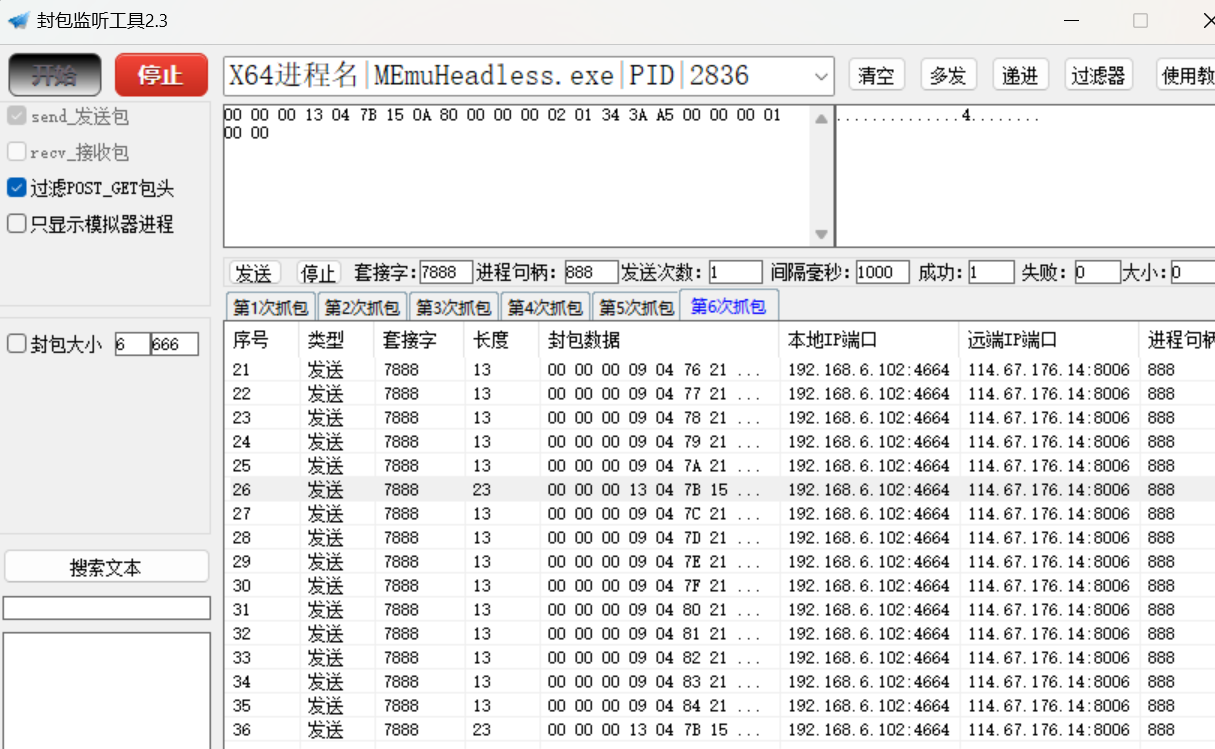 封包监听工具2.3
开始 停止 X64进程名|MEmuHeadless.exe|PID|2836 清空 多发 递进 过滤器 使用教
send_发送包
recv_接收包
过滤POST_GET包头
只显示模拟器进程
00 00 00 13 04 7B 15 0A 80 00 00 00 02 01 34 3A A5 00 00 00 01
00 00
.............4........
发送 停止 套接字:7888 进程句柄:888 发送次数:1 间隔毫秒:1000 成功:1 失败:0 大小:0
第1次抓包 第2次抓包 第3次抓包 第4次抓包 第5次抓包 第6次抓包
封包大小 6 666
搜索文本
序号 类型 套接字 长度 封包数据 本地IP端口 远端IP端口 进程句柄
21 发送 7888 13 00 00 00 09 04 76 21 ... 192.168.6.102:4664 114.67.176.14:8006 888
22 发送 7888 13 00 00 00 09 04 77 21 ... 192.168.6.102:4664 114.67.176.14:8006 888
23 发送 7888 13 00 00 00 09 04 78 21 ... 192.168.6.102:4664 114.67.176.14:8006 888
24 发送 7888 13 00 00 00 09 04 79 21 ... 192.168.6.102:4664 114.67.176.14:8006 888
25 发送 7888 13 00 00 00 09 04 7A 21 ... 192.168.6.102:4664 114.67.176.14:8006 888
26 发送 7888 23 00 00 00 13 04 7B 15 ... 192.168.6.102:4664 114.67.176.14:8006 888
27 发送 7888 13 00 00 00 09 04 7C 21 ... 192.168.6.102:4664 114.67.176.14:8006 888
28 发送 7888 13 00 00 00 09 04 7D 21 ... 192.168.6.102:4664 114.67.176.14:8006 888
29 发送 7888 13 00 00 00 09 04 7E 21 ... 192.168.6.102:4664 114.67.176.14:8006 888
30 发送 7888 13 00 00 00 09 04 7F 21 ... 192.168.6.102:4664 114.67.176.14:8006 888
31 发送 7888 13 00 00 00 09 04 80 21 ... 192.168.6.102:4664 114.67.176.14:8006 888
32 发送 7888 13 00 00 00 09 04 81 21 ... 192.168.6.102:4664 114.67.176.14:8006 888
33 发送 7888 13 00 00 00 09 04 82 21 ... 192.168.6.102:4664 114.67.176.14:8006 888
34 发送 7888 13 00 00 00 09 04 83 21 ... 192.168.6.102:4664 114.67.176.14:8006 888
35 发送 7888 13 00 00 00 09 04 84 21 ... 192.168.6.102:4664 114.67.176.14:8006 888
36 发送 7888 23 00 00 00 13 04 7B 15 ... 192.168.6.102:4664 114.67.176.14:8006 888